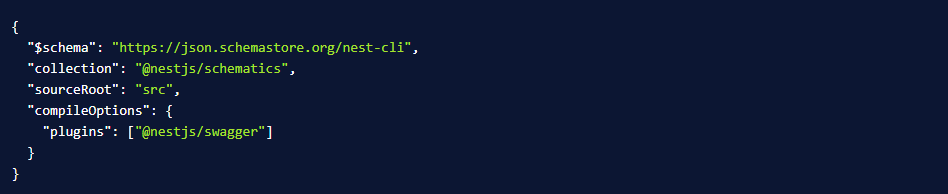 {
  "$schema": "https://json.schemastore.org/nest-cli",
  "collection": "@nestjs/schematics",
  "sourceRoot": "src",
  "compileOptions": {
    "plugins": ["@nestjs/swagger"]
  }
}